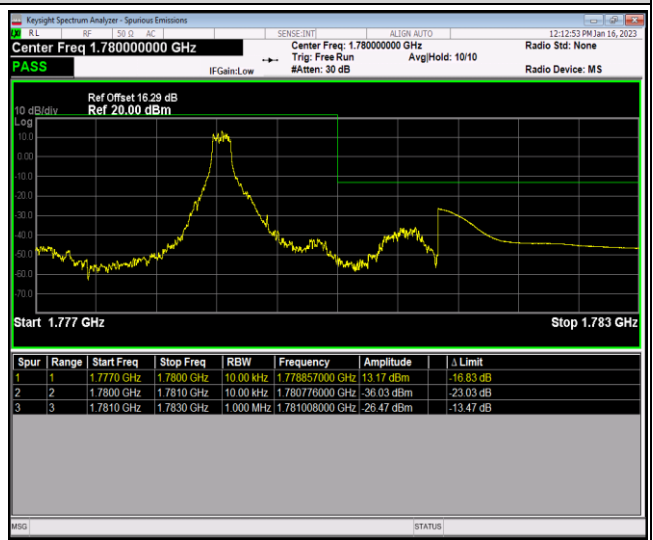 Keysight Spectrum Analyzer - Spurious Emissions
RL RF 50 Ω AC SENSE:INT ALIGN AUTO 12:12:53 PM Jan 16, 2023
Center Freq 1.780000000 GHz Center Freq: 1.780000000 GHz Radio Std: None
Trig: Free Run Avg|Hold: 10/10
PASS IFGain:Low #Atten: 30 dB Radio Device: MS
Ref Offset 16.29 dB
10 dB/div Ref 20.00 dBm
Log
10.0
0.00
-10.0
-20.0
-30.0
-40.0
-50.0
-60.0
-70.0
Start 1.777 GHz Stop 1.783 GHz
Spur Range Start Freq Stop Freq RBW Frequency Amplitude Δ Limit
1 1 1.7770 GHz 1.7800 GHz 10.00 kHz 1.778857000 GHz 13.17 dBm -16.83 dB
2 2 1.7800 GHz 1.7810 GHz 10.00 kHz 1.780776000 GHz -36.03 dBm -23.03 dB
3 3 1.7810 GHz 1.7830 GHz 1.000 MHz 1.781008000 GHz -26.47 dBm -13.47 dB
MSG STATUS